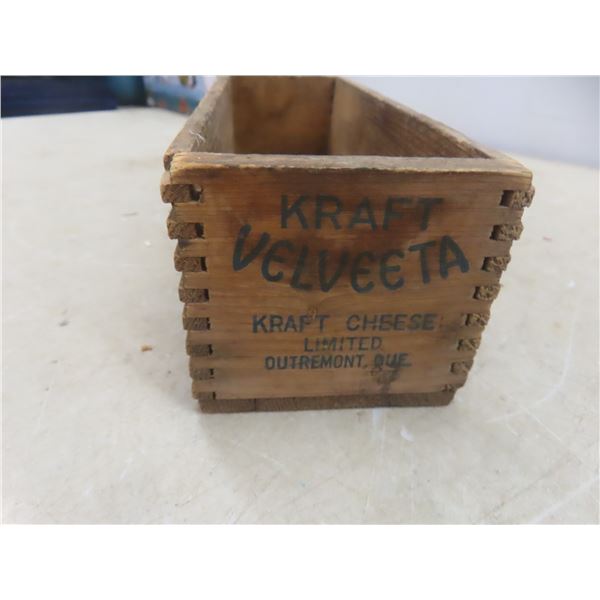 KRAFT
VELVEETA
KRAFT CHEESE
LIMITED
OUTREMONT, QUE.